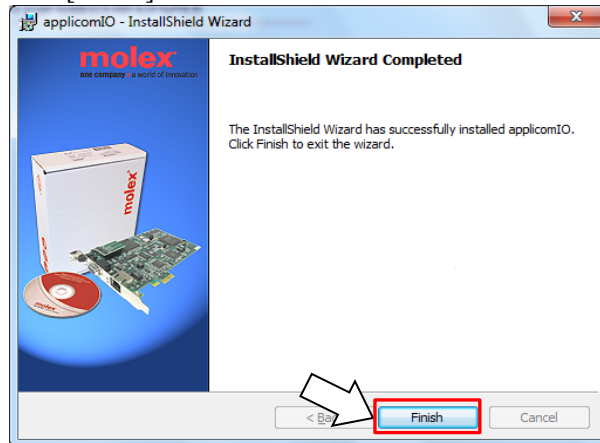 applicomIO - InstallShield Wizard
molex
one company › a world of innovation
InstallShield Wizard Completed
The InstallShield Wizard has successfully installed applicomIO.
Click Finish to exit the wizard.
molex
molex
Finish
Cancel